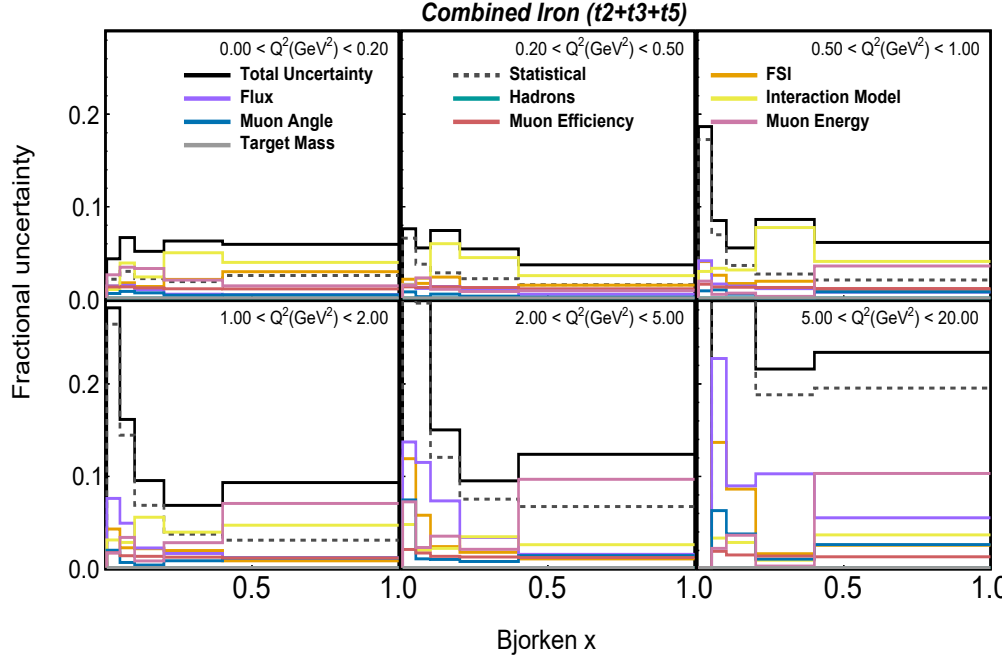 Combined Iron (t2+t3+t5)
0.00 < Q²(GeV²) < 0.20
0.20 < Q²(GeV²) < 0.50
0.50 < Q²(GeV²) < 1.00
Total Uncertainty
Statistical
FSI
Flux
Hadrons
Interaction Model
Muon Angle
Muon Efficiency
Muon Energy
Target Mass
0.2
0.1
0.0
1.00 < Q²(GeV²) < 2.00
2.00 < Q²(GeV²) < 5.00
5.00 < Q²(GeV²) < 20.00
0.2
0.1
0.0
Fractional uncertainty
0.5
1.0
0.5
1.0
0.5
1.0
Bjorken x